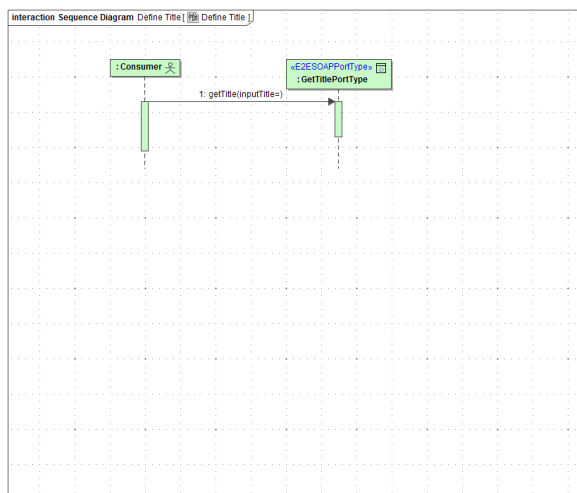 interaction Sequence Diagram Define Title [ Define Title ]
: Consumer
«E2ESOAPPortType»
: GetTitlePortType
1: getTitle(inputTitle=)